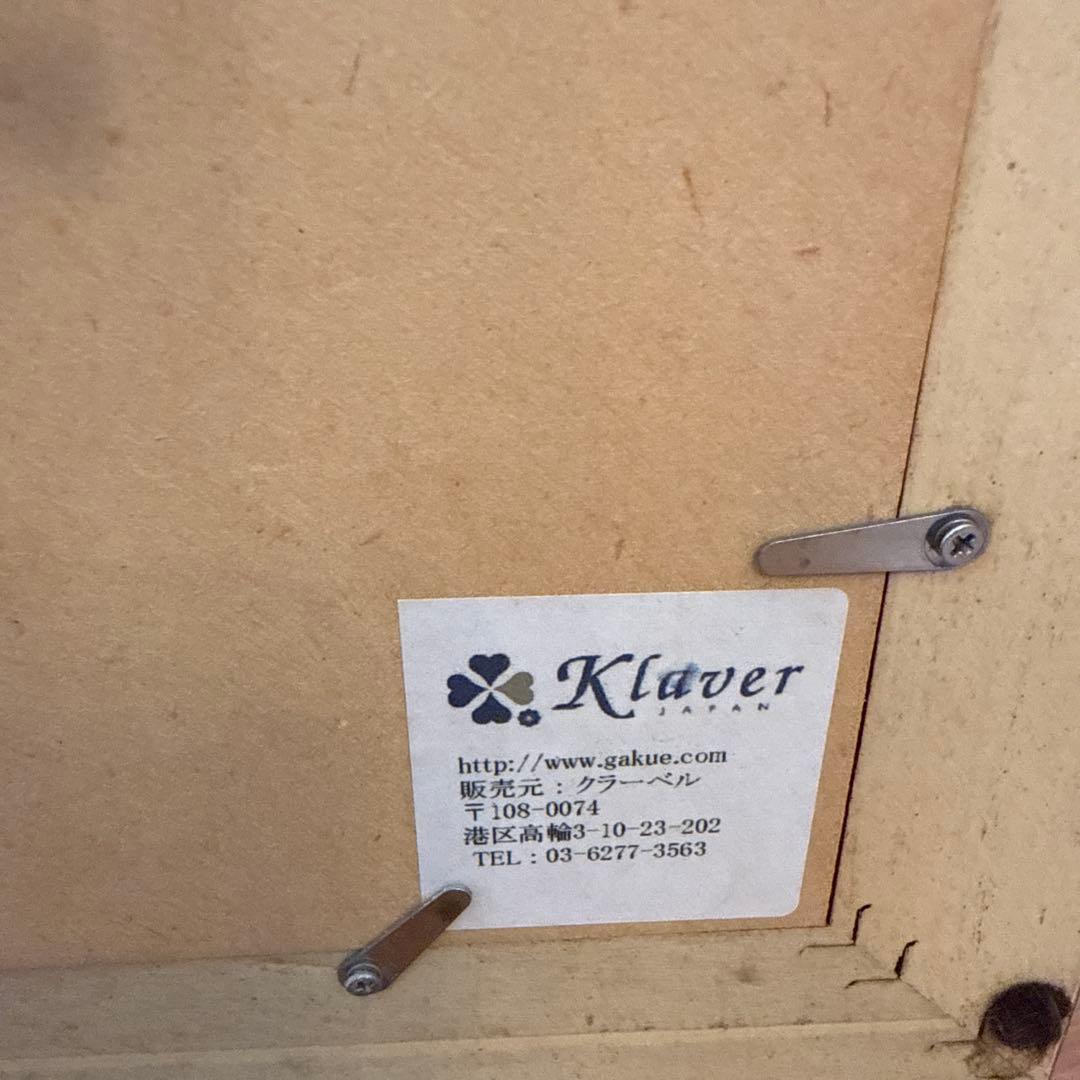 Klaver
JAPAN
http://www.gakue.com
販売元：クラーベル
〒108-0074
港区高輪3-10-23-202
TEL：03-6277-3563